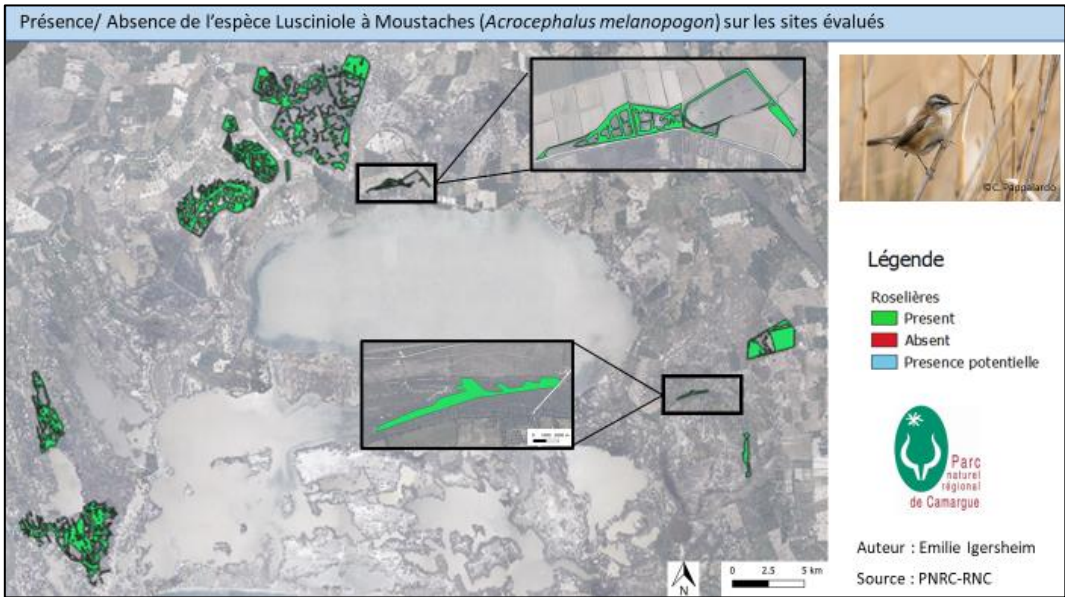 Présence/ Absence de l'espèce Lusciniole à Moustaches (Acrocephalus melanopogon) sur les sites évalués
©C. Pappalardo
Légende
Roselières
Present
Absent
Presence potentielle
Parc
naturel
régional
de Camargue
Auteur : Emilie Igersheim
Source : PNRC-RNC
N
0 2.5 5 km